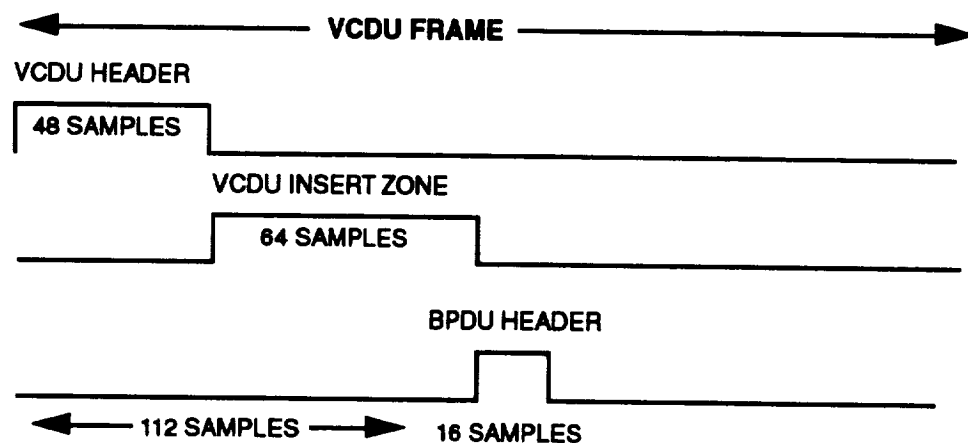 VCDU FRAME
VCDU HEADER
48 SAMPLES
VCDU INSERT ZONE
64 SAMPLES
BPDU HEADER
112 SAMPLES
16 SAMPLES